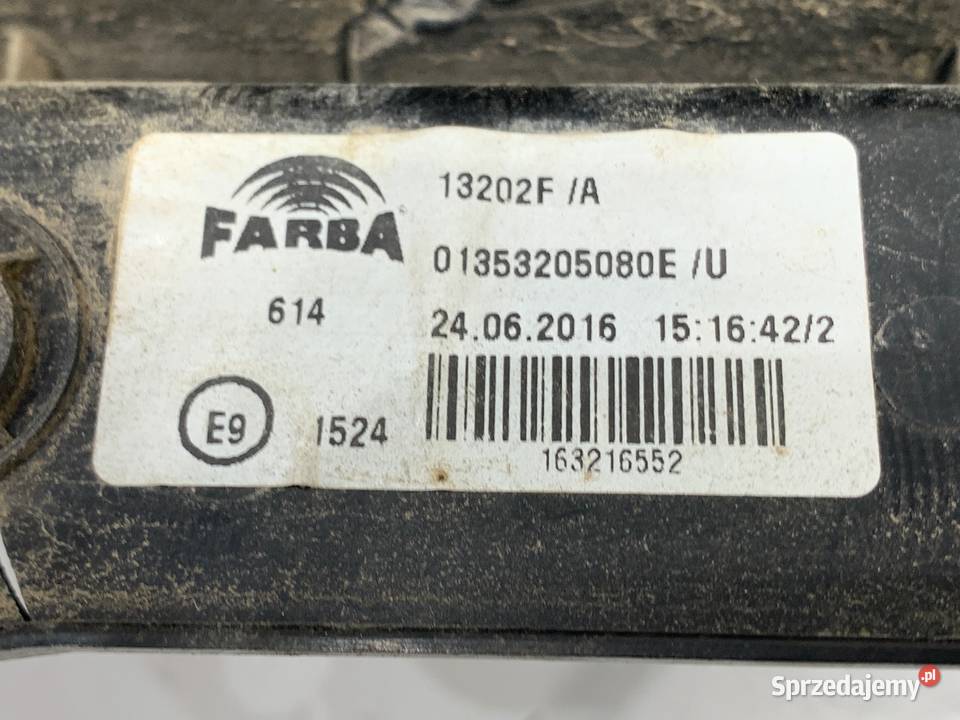 FARBA
13202F /A
01353205080E /U
614
24.06.2016 15:16:42/2
E9 1524
163216552
Sprzedajemy.pl